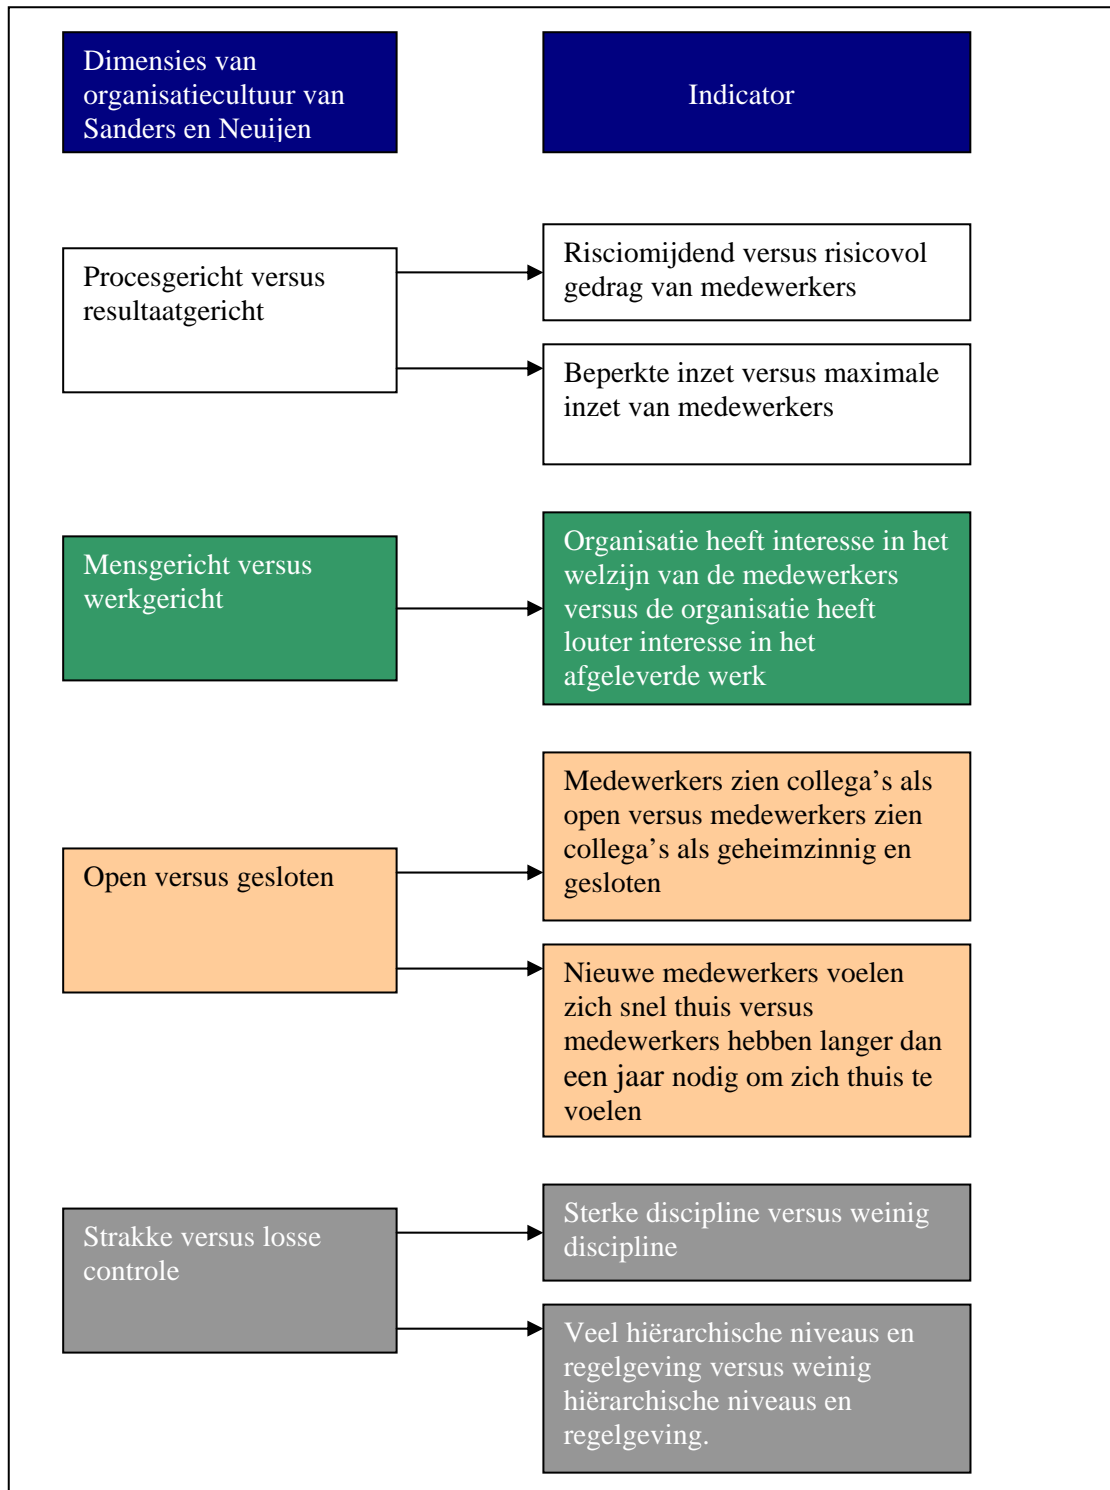 Dimensies van
organisatiecultuur van
Sanders en Neuijen
Indicator
Procesgericht versus
resultaatgericht
Risciomijdend versus risicovol
gedrag van medewerkers
Beperkte inzet versus maximale
inzet van medewerkers
Mensgericht versus
werkgericht
Organisatie heeft interesse in het
welzijn van de medewerkers
versus de organisatie heeft
louter interesse in het
afgeleverde werk
Open versus gesloten
Medewerkers zien collega’s als
open versus medewerkers zien
collega’s als geheimzinnig en
gesloten
Nieuwe medewerkers voelen
zich snel thuis versus
medewerkers hebben langer dan
een jaar nodig om zich thuis te
voelen
Strakke versus losse
controle
Sterke discipline versus weinig
discipline
Veel hiërarchische niveaus en
regelgeving versus weinig
hiërarchische niveaus en
regelgeving.